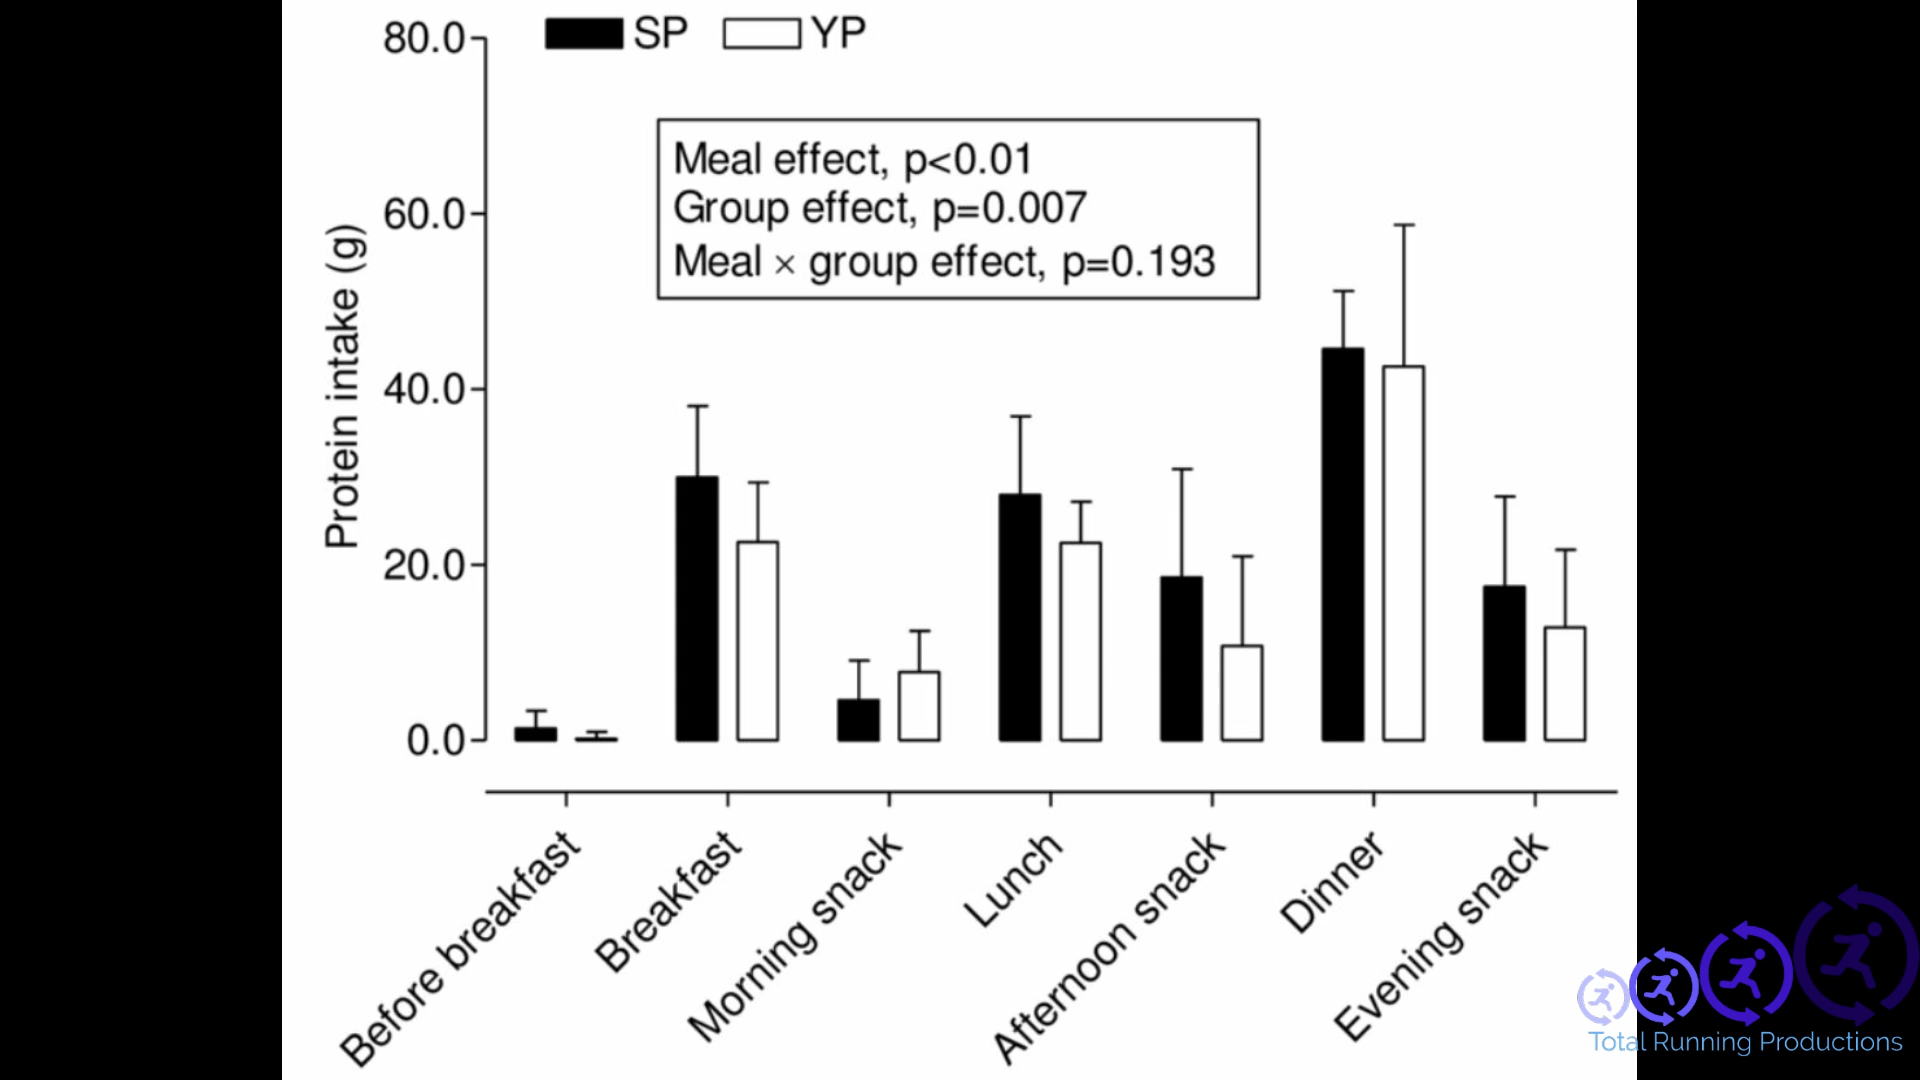 SP YP
80.0
60.0
40.0
20.0
0.0
Protein intake (g)
Meal effect, p<0.01
Group effect, p=0.007
Meal × group effect, p=0.193
Before breakfast
Breakfast
Morning snack
Lunch
Afternoon snack
Dinner
Evening snack
Total Running Productions